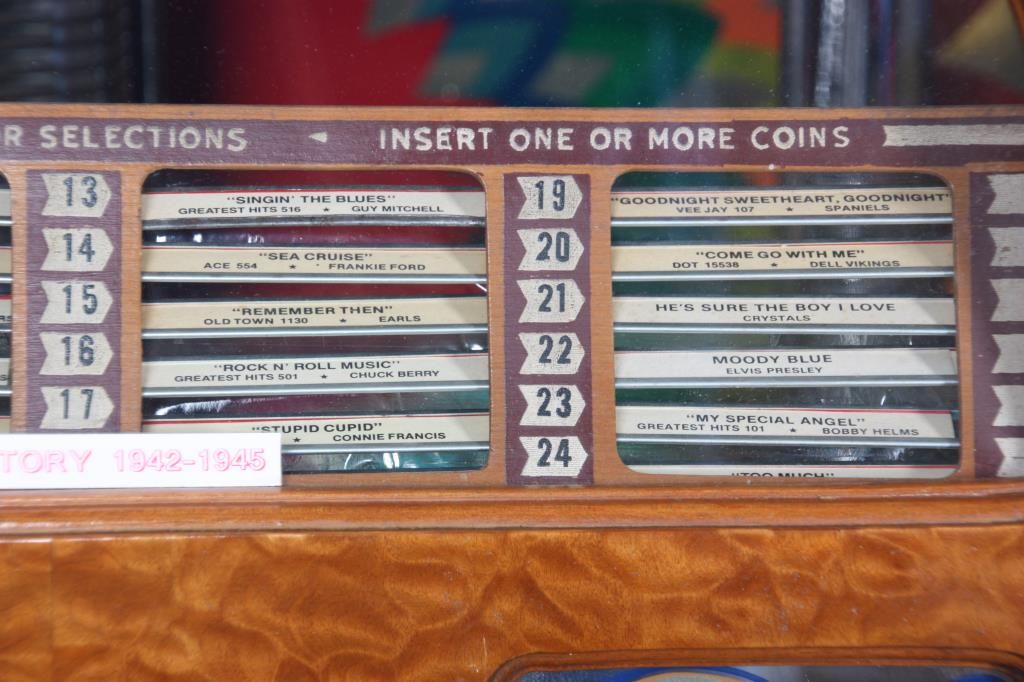 R SELECTIONS INSERT ONE OR MORE COINS
13
"SINGIN' THE BLUES"
GREATEST HITS 516 ★ GUY MITCHELL
14
"SEA CRUISE"
ACE 554 ★ FRANKIE FORD
15
"REMEMBER THEN"
OLD TOWN 1130 ★ EARLS
16
"ROCK N' ROLL MUSIC"
GREATEST HITS 501 ★ CHUCK BERRY
17
"STUPID CUPID"
★ CONNIE FRANCIS
TORY 1942-1945
19
"GOODNIGHT SWEETHEART, GOODNIGHT"
VEE JAY 107 ★ SPANIELS
20
"COME GO WITH ME"
DOT 15538 ★ DELL VIKINGS
21
HE'S SURE THE BOY I LOVE
CRYSTALS
22
MOODY BLUE
ELVIS PRESLEY
23
"MY SPECIAL ANGEL"
GREATEST HITS 101 ★ BOBBY HELMS
24
"TOO MUCH"